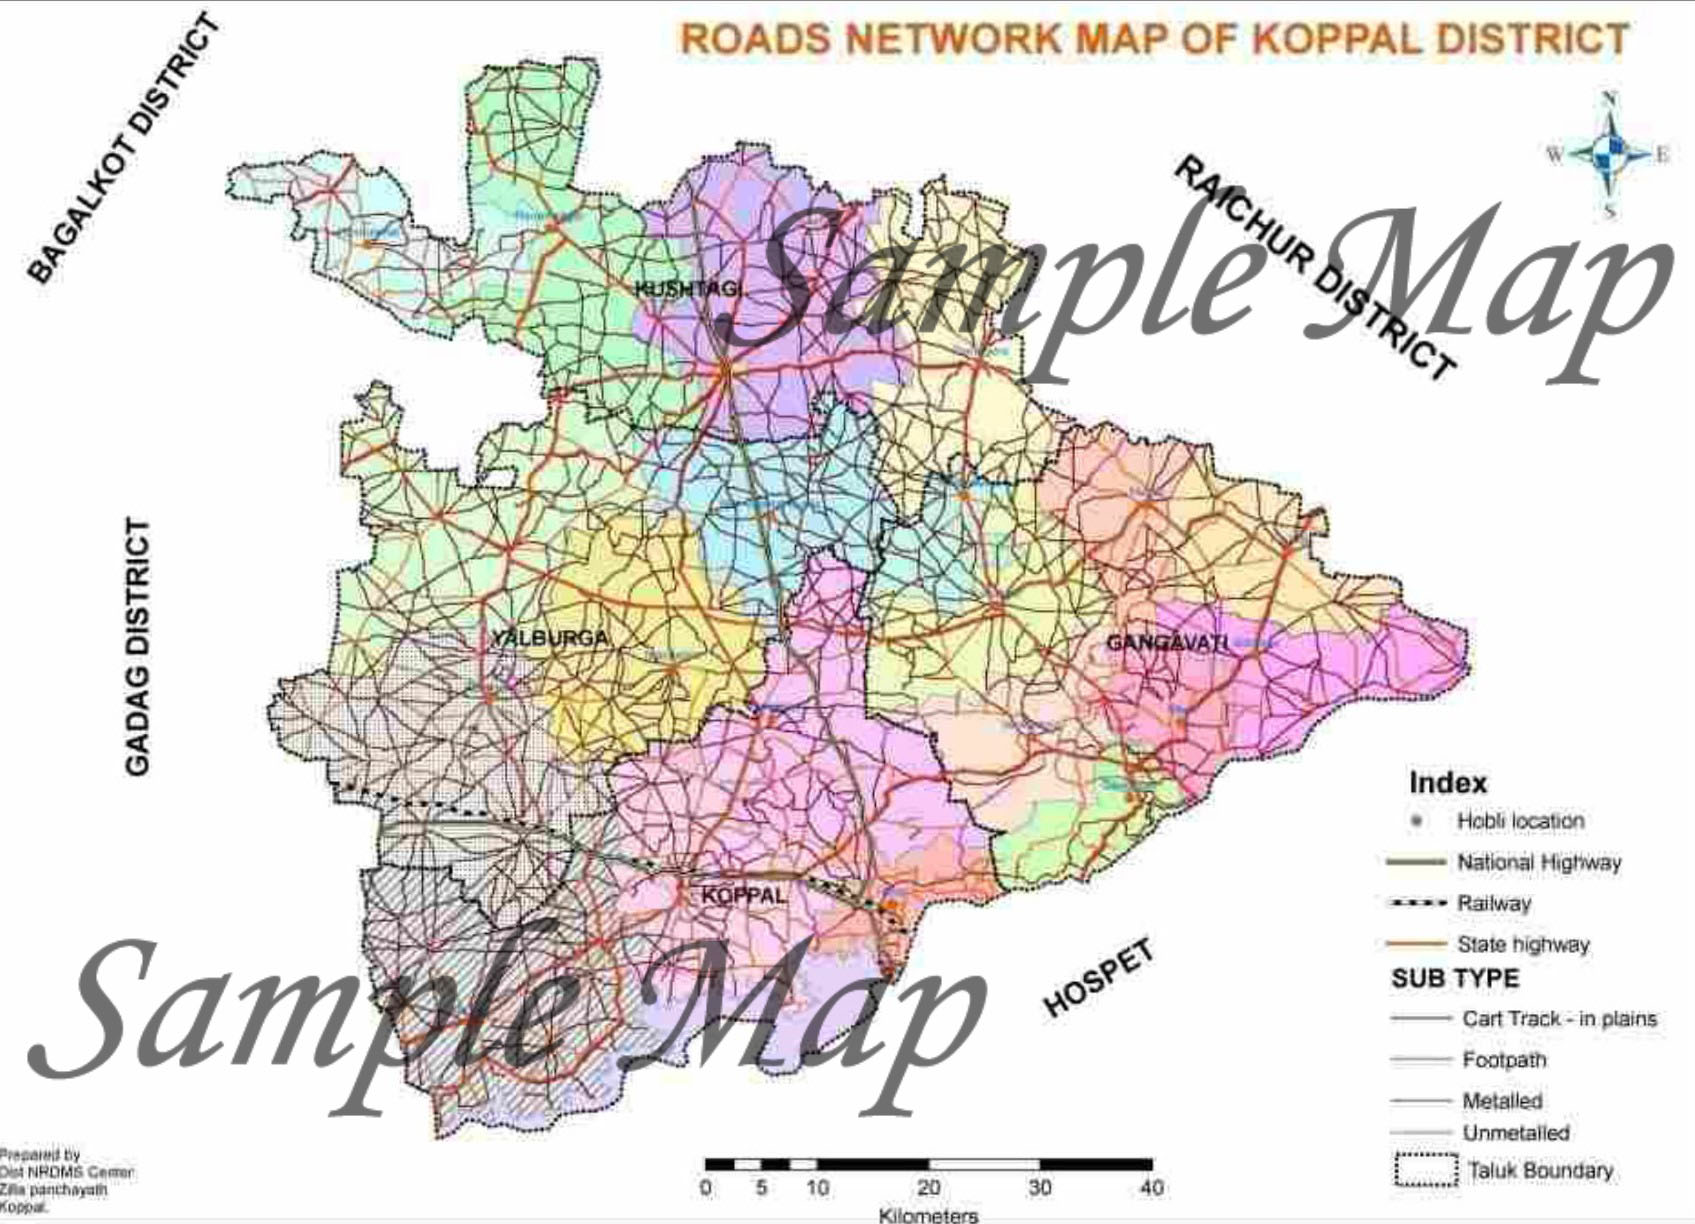 ROADS NETWORK MAP OF KOPPAL DISTRICT
BAGALKOT DISTRICT
RAICHUR DISTRICT
N
W E
S
Sample Map
KUSHTAGI
GADAG DISTRICT
YALBURGA
GANGAVATI
KOPPAL
HOSPET
Sample Map
Index
Hobli location
National Highway
Railway
State highway
SUB TYPE
Cart Track - in plains
Footpath
Metalled
Unmetalled
Taluk Boundary
Prepared by
Dist NRDMS Center
Zilla panchayath
Koppal.
0 5 10 20 30 40
Kilometers